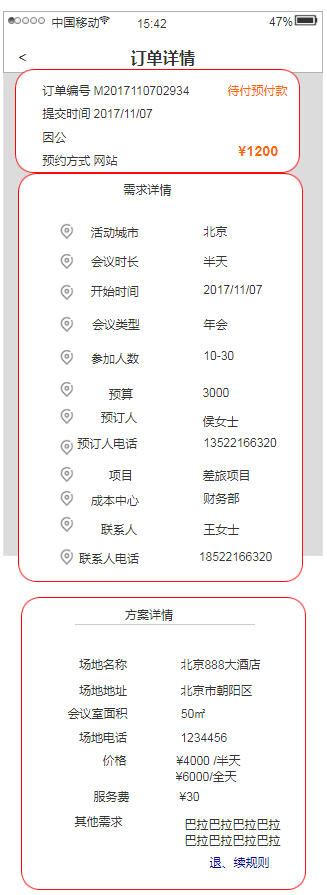 中国移动 15:42 47%
< 订单详情
订单编号 M2017110702934 待付预付款
提交时间 2017/11/07
因公
预约方式 网站 ¥1200
需求详情
活动城市 北京
会议时长 半天
开始时间 2017/11/07
会议类型 年会
参加人数 10-30
预算 3000
预订人 侯女士
预订人电话 13522166320
项目 差旅项目
成本中心 财务部
联系人 王女士
联系人电话 18522166320
方案详情
场地名称 北京888大酒店
场地地址 北京市朝阳区
会议室面积 50㎡
场地电话 1234456
价格 ¥4000 /半天
¥6000/全天
服务费 ¥30
其他需求 巴拉巴拉巴拉巴拉
巴拉巴拉巴拉巴拉
退、续规则